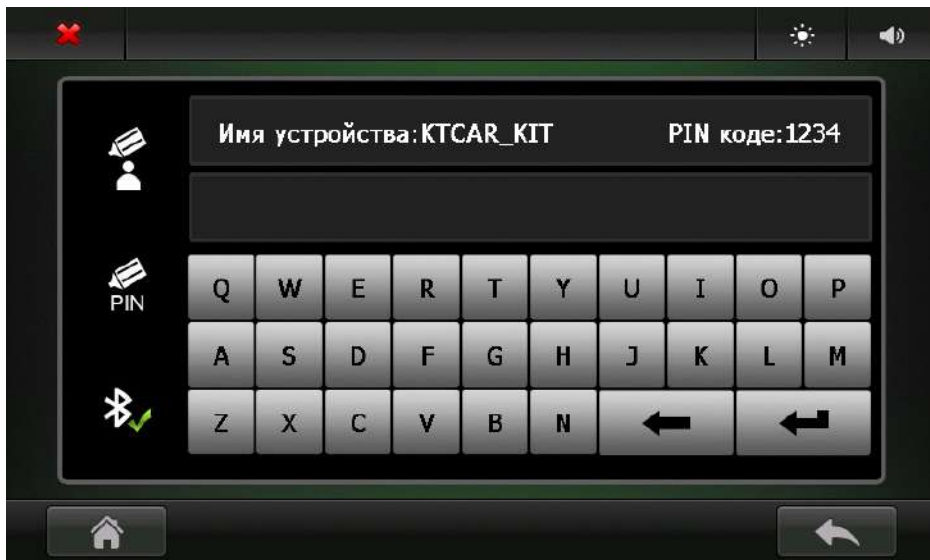 Имя устройства:KTCAR_KIT PIN коде:1234
PIN
Q W E R T Y U I O P
A S D F G H J K L M
Z X C V B N